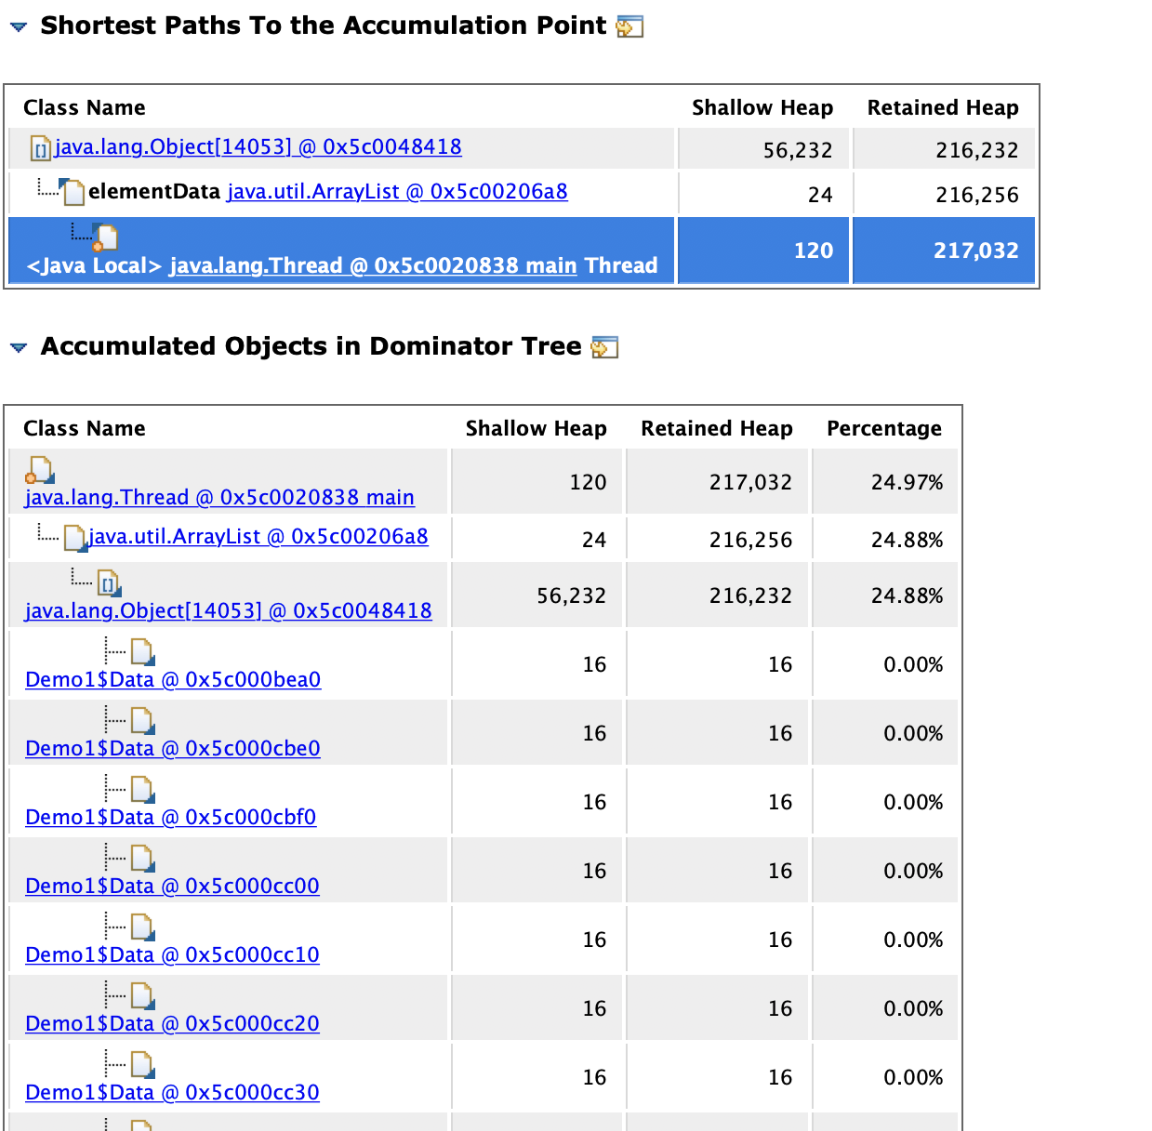 Shortest Paths To the Accumulation Point
Class Name Shallow Heap Retained Heap
java.lang.Object[14053] @ 0x5c0048418 56,232 216,232
elementData java.util.ArrayList @ 0x5c00206a8 24 216,256
<Java Local> java.lang.Thread @ 0x5c0020838 main Thread 120 217,032
Accumulated Objects in Dominator Tree
Class Name Shallow Heap Retained Heap Percentage
java.lang.Thread @ 0x5c0020838 main 120 217,032 24.97%
java.util.ArrayList @ 0x5c00206a8 24 216,256 24.88%
java.lang.Object[14053] @ 0x5c0048418 56,232 216,232 24.88%
Demo1$Data @ 0x5c000bea0 16 16 0.00%
Demo1$Data @ 0x5c000cbe0 16 16 0.00%
Demo1$Data @ 0x5c000cbf0 16 16 0.00%
Demo1$Data @ 0x5c000cc00 16 16 0.00%
Demo1$Data @ 0x5c000cc10 16 16 0.00%
Demo1$Data @ 0x5c000cc20 16 16 0.00%
Demo1$Data @ 0x5c000cc30 16 16 0.00%